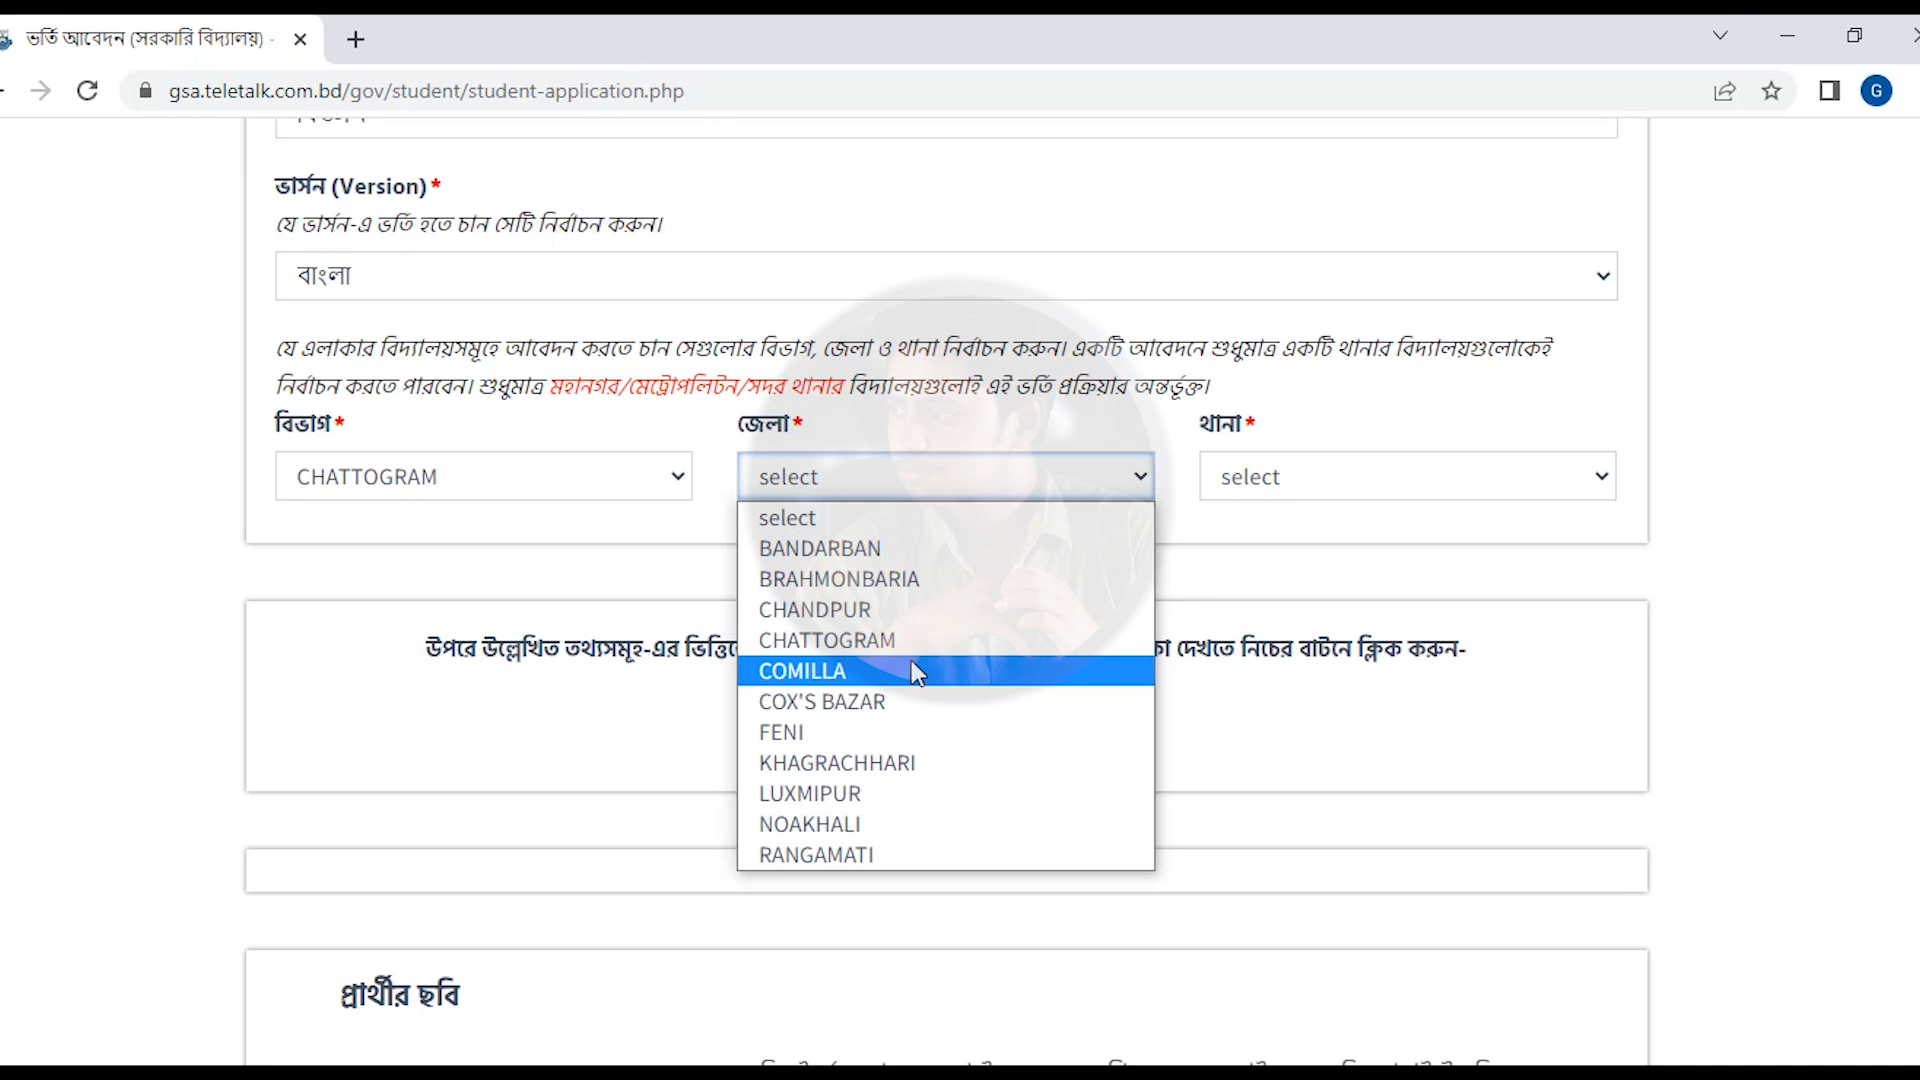 ভর্তি আবেদন (সরকারি বিদ্যালয়) -
gsa.teletalk.com.bd/gov/student/student-application.php
G
ভার্সন (Version)*
যে ভার্সন-এ ভর্তি হতে চান সেটি নির্বাচন করুন।
বাংলা
যে এলাকার বিদ্যালয়সমূহে আবেদন করতে চান সেগুলোর বিভাগ, জেলা ও থানা নির্বাচন করুন। একটি আবেদনে শুধুমাত্র একটি থানার বিদ্যালয়গুলোকেই
নির্বাচন করতে পারবেন। শুধুমাত্র মহানগর/মেট্রোপলিটন/সদর থানার বিদ্যালয়গুলোই এই ভর্তি প্রক্রিয়ার অন্তর্ভূক্ত।
বিভাগ* জেলা* থানা*
CHATTOGRAM select select
select
BANDARBAN
BRAHMONBARIA
CHANDPUR
CHATTOGRAM
উপরে উল্লেখিত তথ্যসমূহ-এর দেখতে নিচের বাটনে ক্লিক করুন-
COMILLA
COX'S BAZAR
FENI
KHAGRACHHARI
LUXMIPUR
NOAKHALI
RANGAMATI
প্রার্থীর ছবি